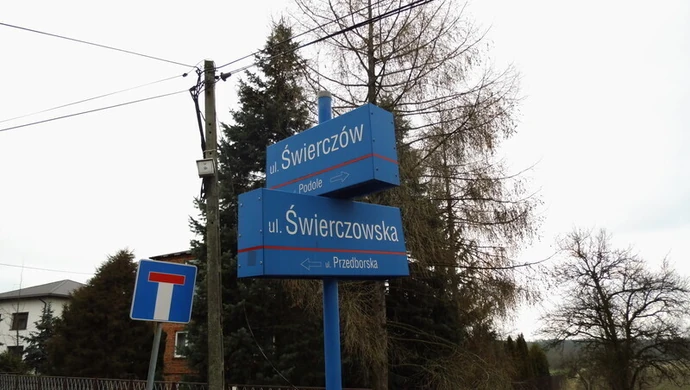 ul. Świerczów
Podole
ul. Świerczowska
ul. Przedborska